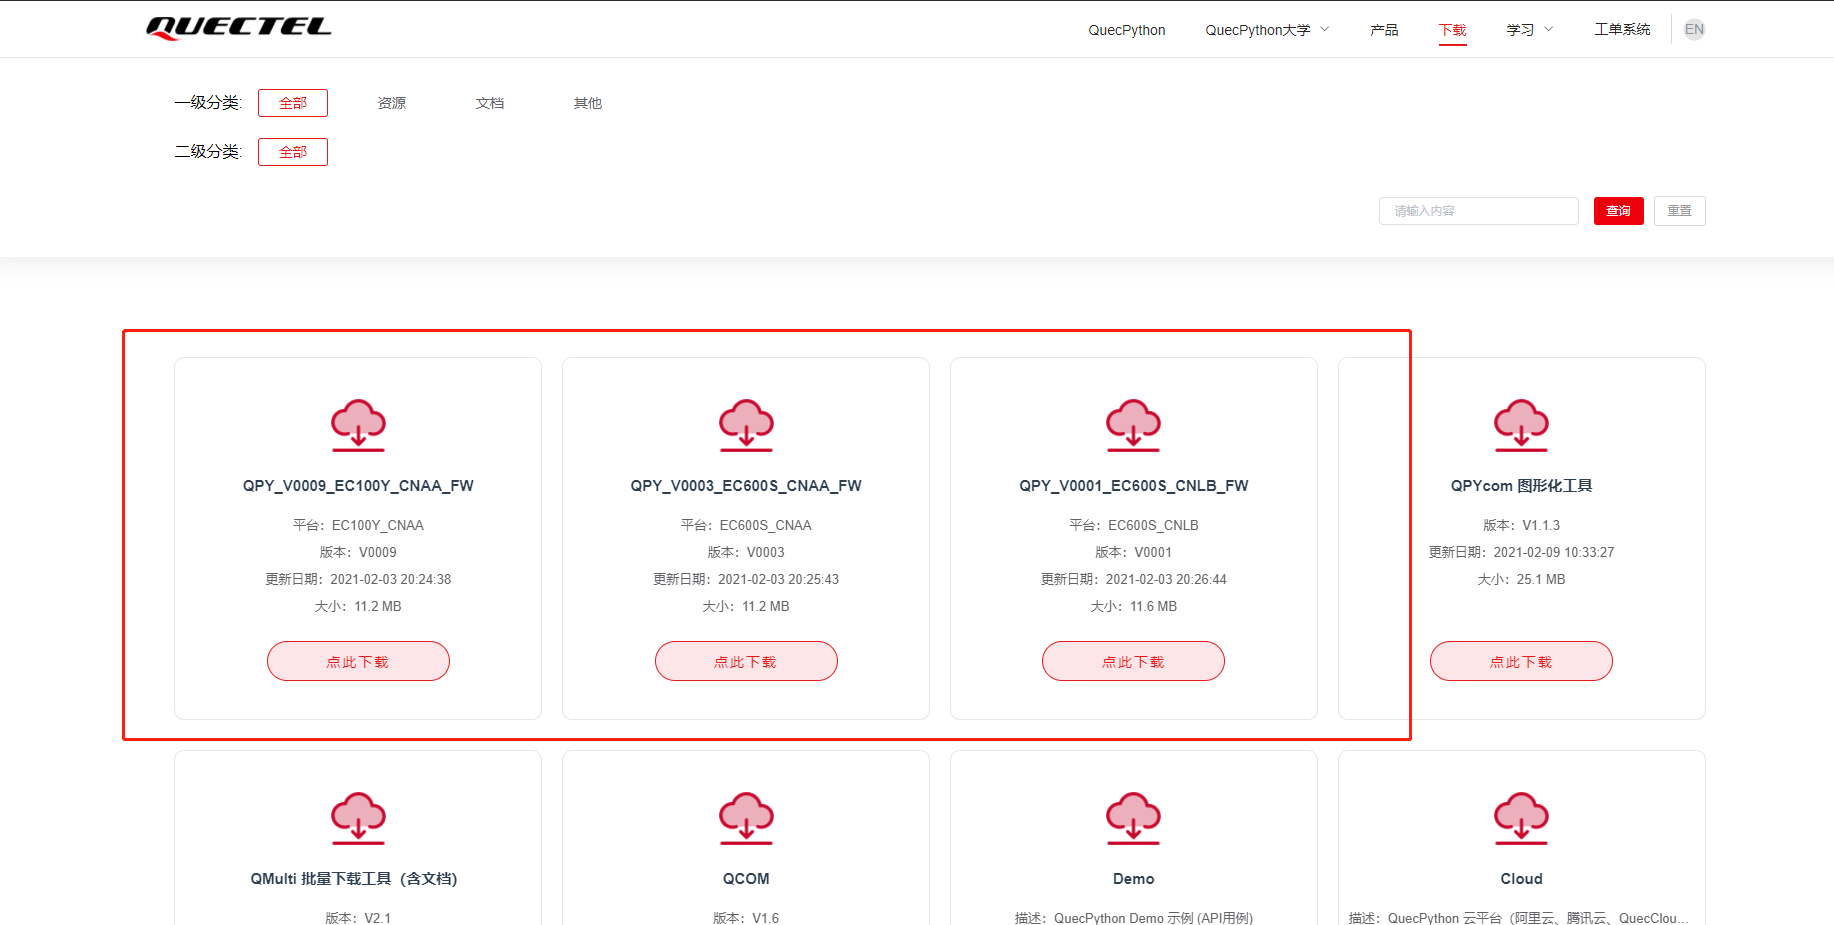 QUECTEL
QuecPython QuecPython大学 产品 下载 学习 工单系统 EN
一级分类: 全部 资源 文档 其他
二级分类: 全部
请输入内容 查询 重置
QPY_V0009_EC100Y_CNAA_FW
平台：EC100Y_CNAA
版本：V0009
更新日期：2021-02-03 20:24:38
大小：11.2 MB
点此下载
QPY_V0003_EC600S_CNAA_FW
平台：EC600S_CNAA
版本：V0003
更新日期：2021-02-03 20:25:43
大小：11.2 MB
点此下载
QPY_V0001_EC600S_CNLB_FW
平台：EC600S_CNLB
版本：V0001
更新日期：2021-02-03 20:26:44
大小：11.6 MB
点此下载
QPYcom 图形化工具
版本：V1.1.3
更新日期：2021-02-09 10:33:27
大小：25.1 MB
点此下载
QMulti 批量下载工具（含文档)
版本：V2.1
QCOM
版本：V1.6
Demo
描述：QuecPython Demo 示例 (API用例)
Cloud
描述：QuecPython 云平台（阿里云、腾讯云、QuecClou...